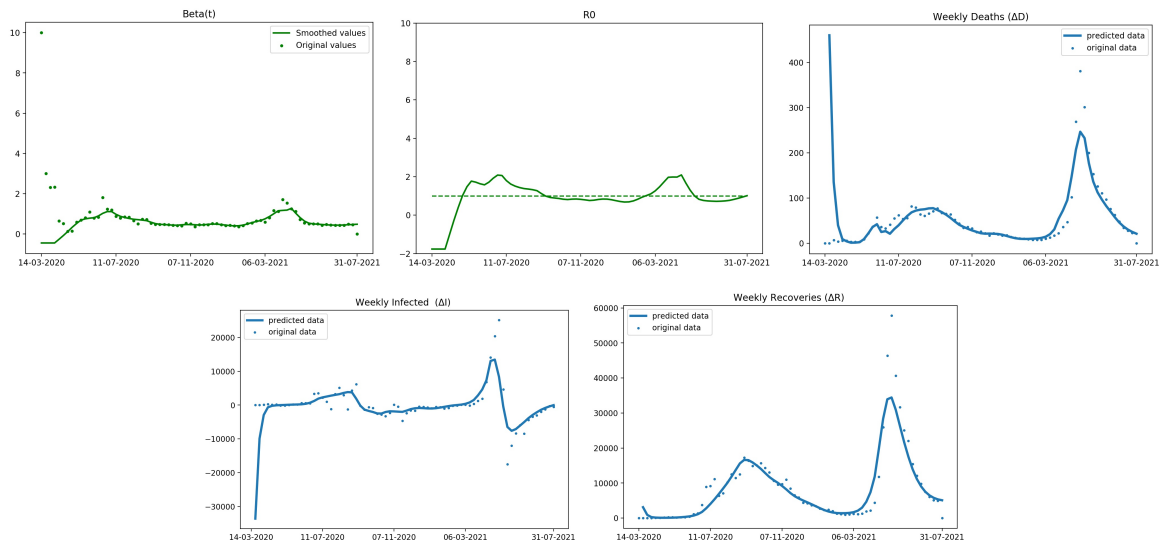 Beta(t)
10
8
6
4
2
0
Smoothed values
Original values
14-03-2020 11-07-2020 07-11-2020 06-03-2021 31-07-2021
R0
10
8
6
4
2
0
−2
14-03-2020 11-07-2020 07-11-2020 06-03-2021 31-07-2021
Weekly Deaths (ΔD)
400
300
200
100
0
predicted data
original data
14-03-2020 11-07-2020 07-11-2020 06-03-2021 31-07-2021
Weekly Infected (ΔI)
20000
10000
0
−10000
−20000
−30000
predicted data
original data
14-03-2020 11-07-2020 07-11-2020 06-03-2021 31-07-2021
Weekly Recoveries (ΔR)
60000
50000
40000
30000
20000
10000
0
predicted data
original data
14-03-2020 11-07-2020 07-11-2020 06-03-2021 31-07-2021